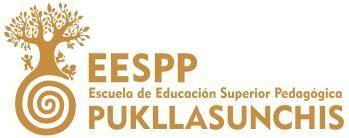 EESPP
Escuela de Educación Superior Pedagógica
PUKLLASUNCHIS